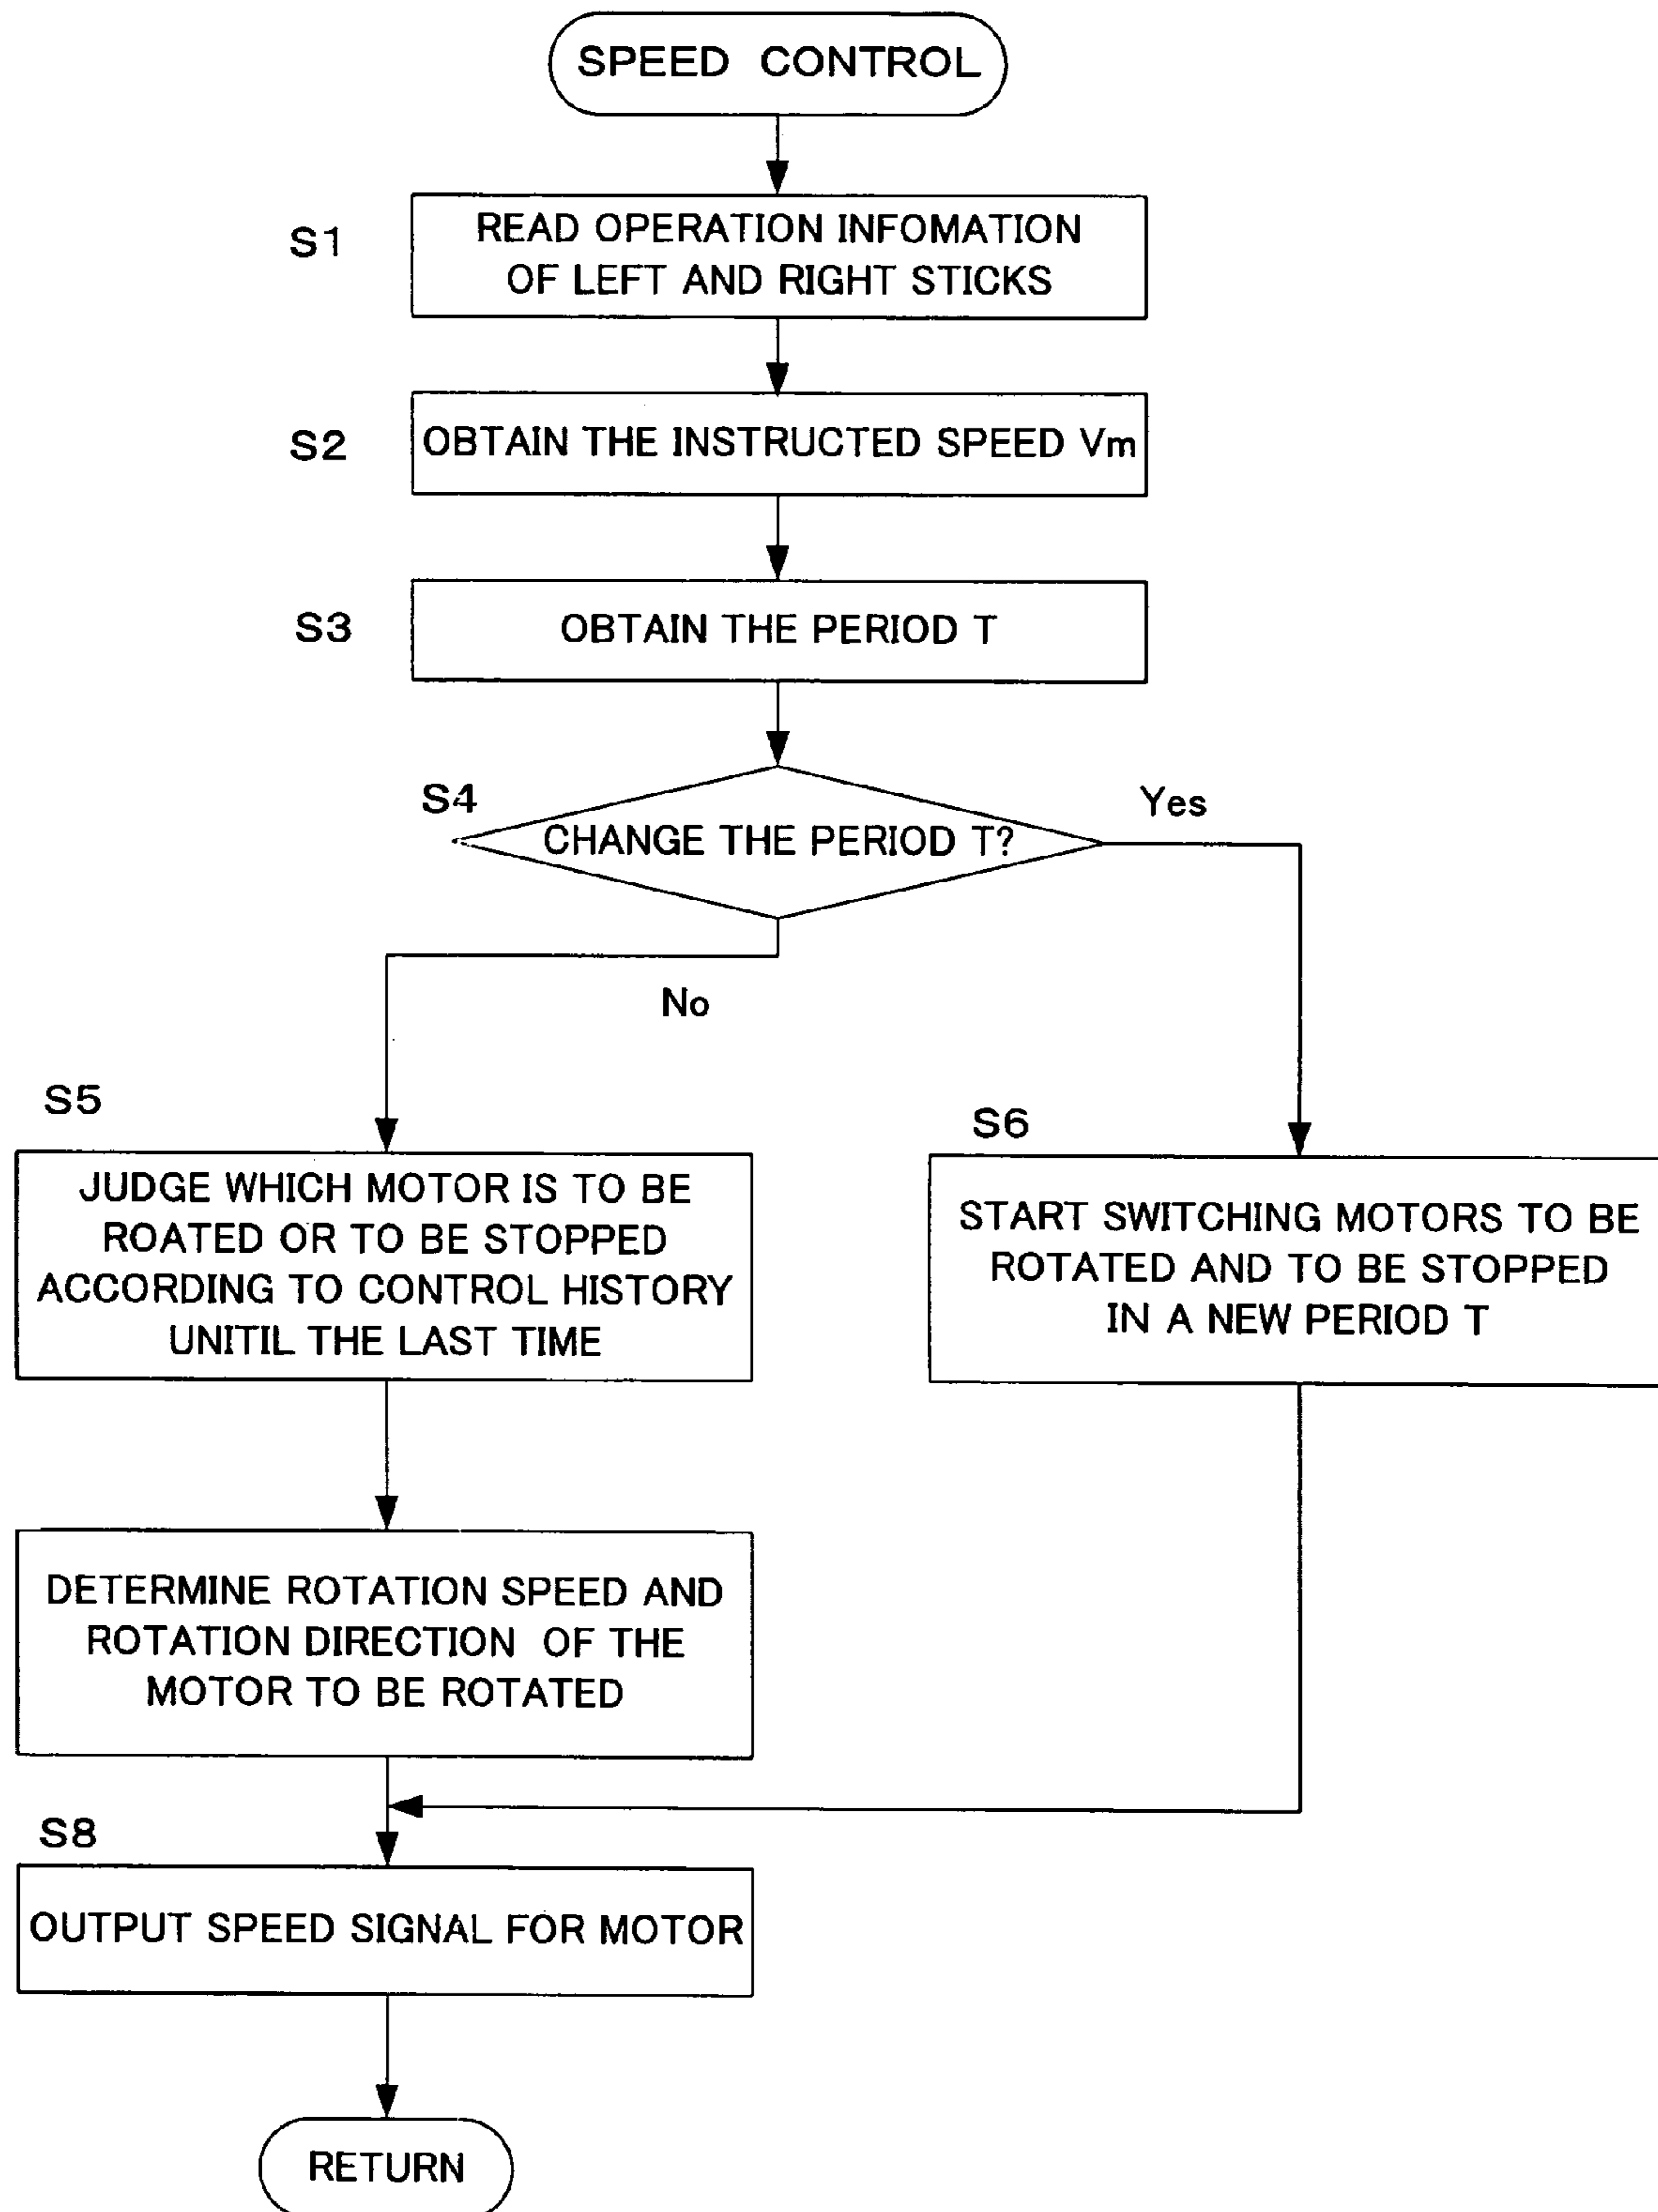 SPEED CONTROL
S1
READ OPERATION INFOMATION
OF LEFT AND RIGHT STICKS
S2
OBTAIN THE INSTRUCTED SPEED Vm
S3
OBTAIN THE PERIOD T
S4
CHANGE THE PERIOD T?
Yes
No
S5
JUDGE WHICH MOTOR IS TO BE
ROATED OR TO BE STOPPED
ACCORDING TO CONTROL HISTORY
UNITIL THE LAST TIME
S6
START SWITCHING MOTORS TO BE
ROTATED AND TO BE STOPPED
IN A NEW PERIOD T
DETERMINE ROTATION SPEED AND
ROTATION DIRECTION OF THE
MOTOR TO BE ROTATED
S8
OUTPUT SPEED SIGNAL FOR MOTOR
RETURN